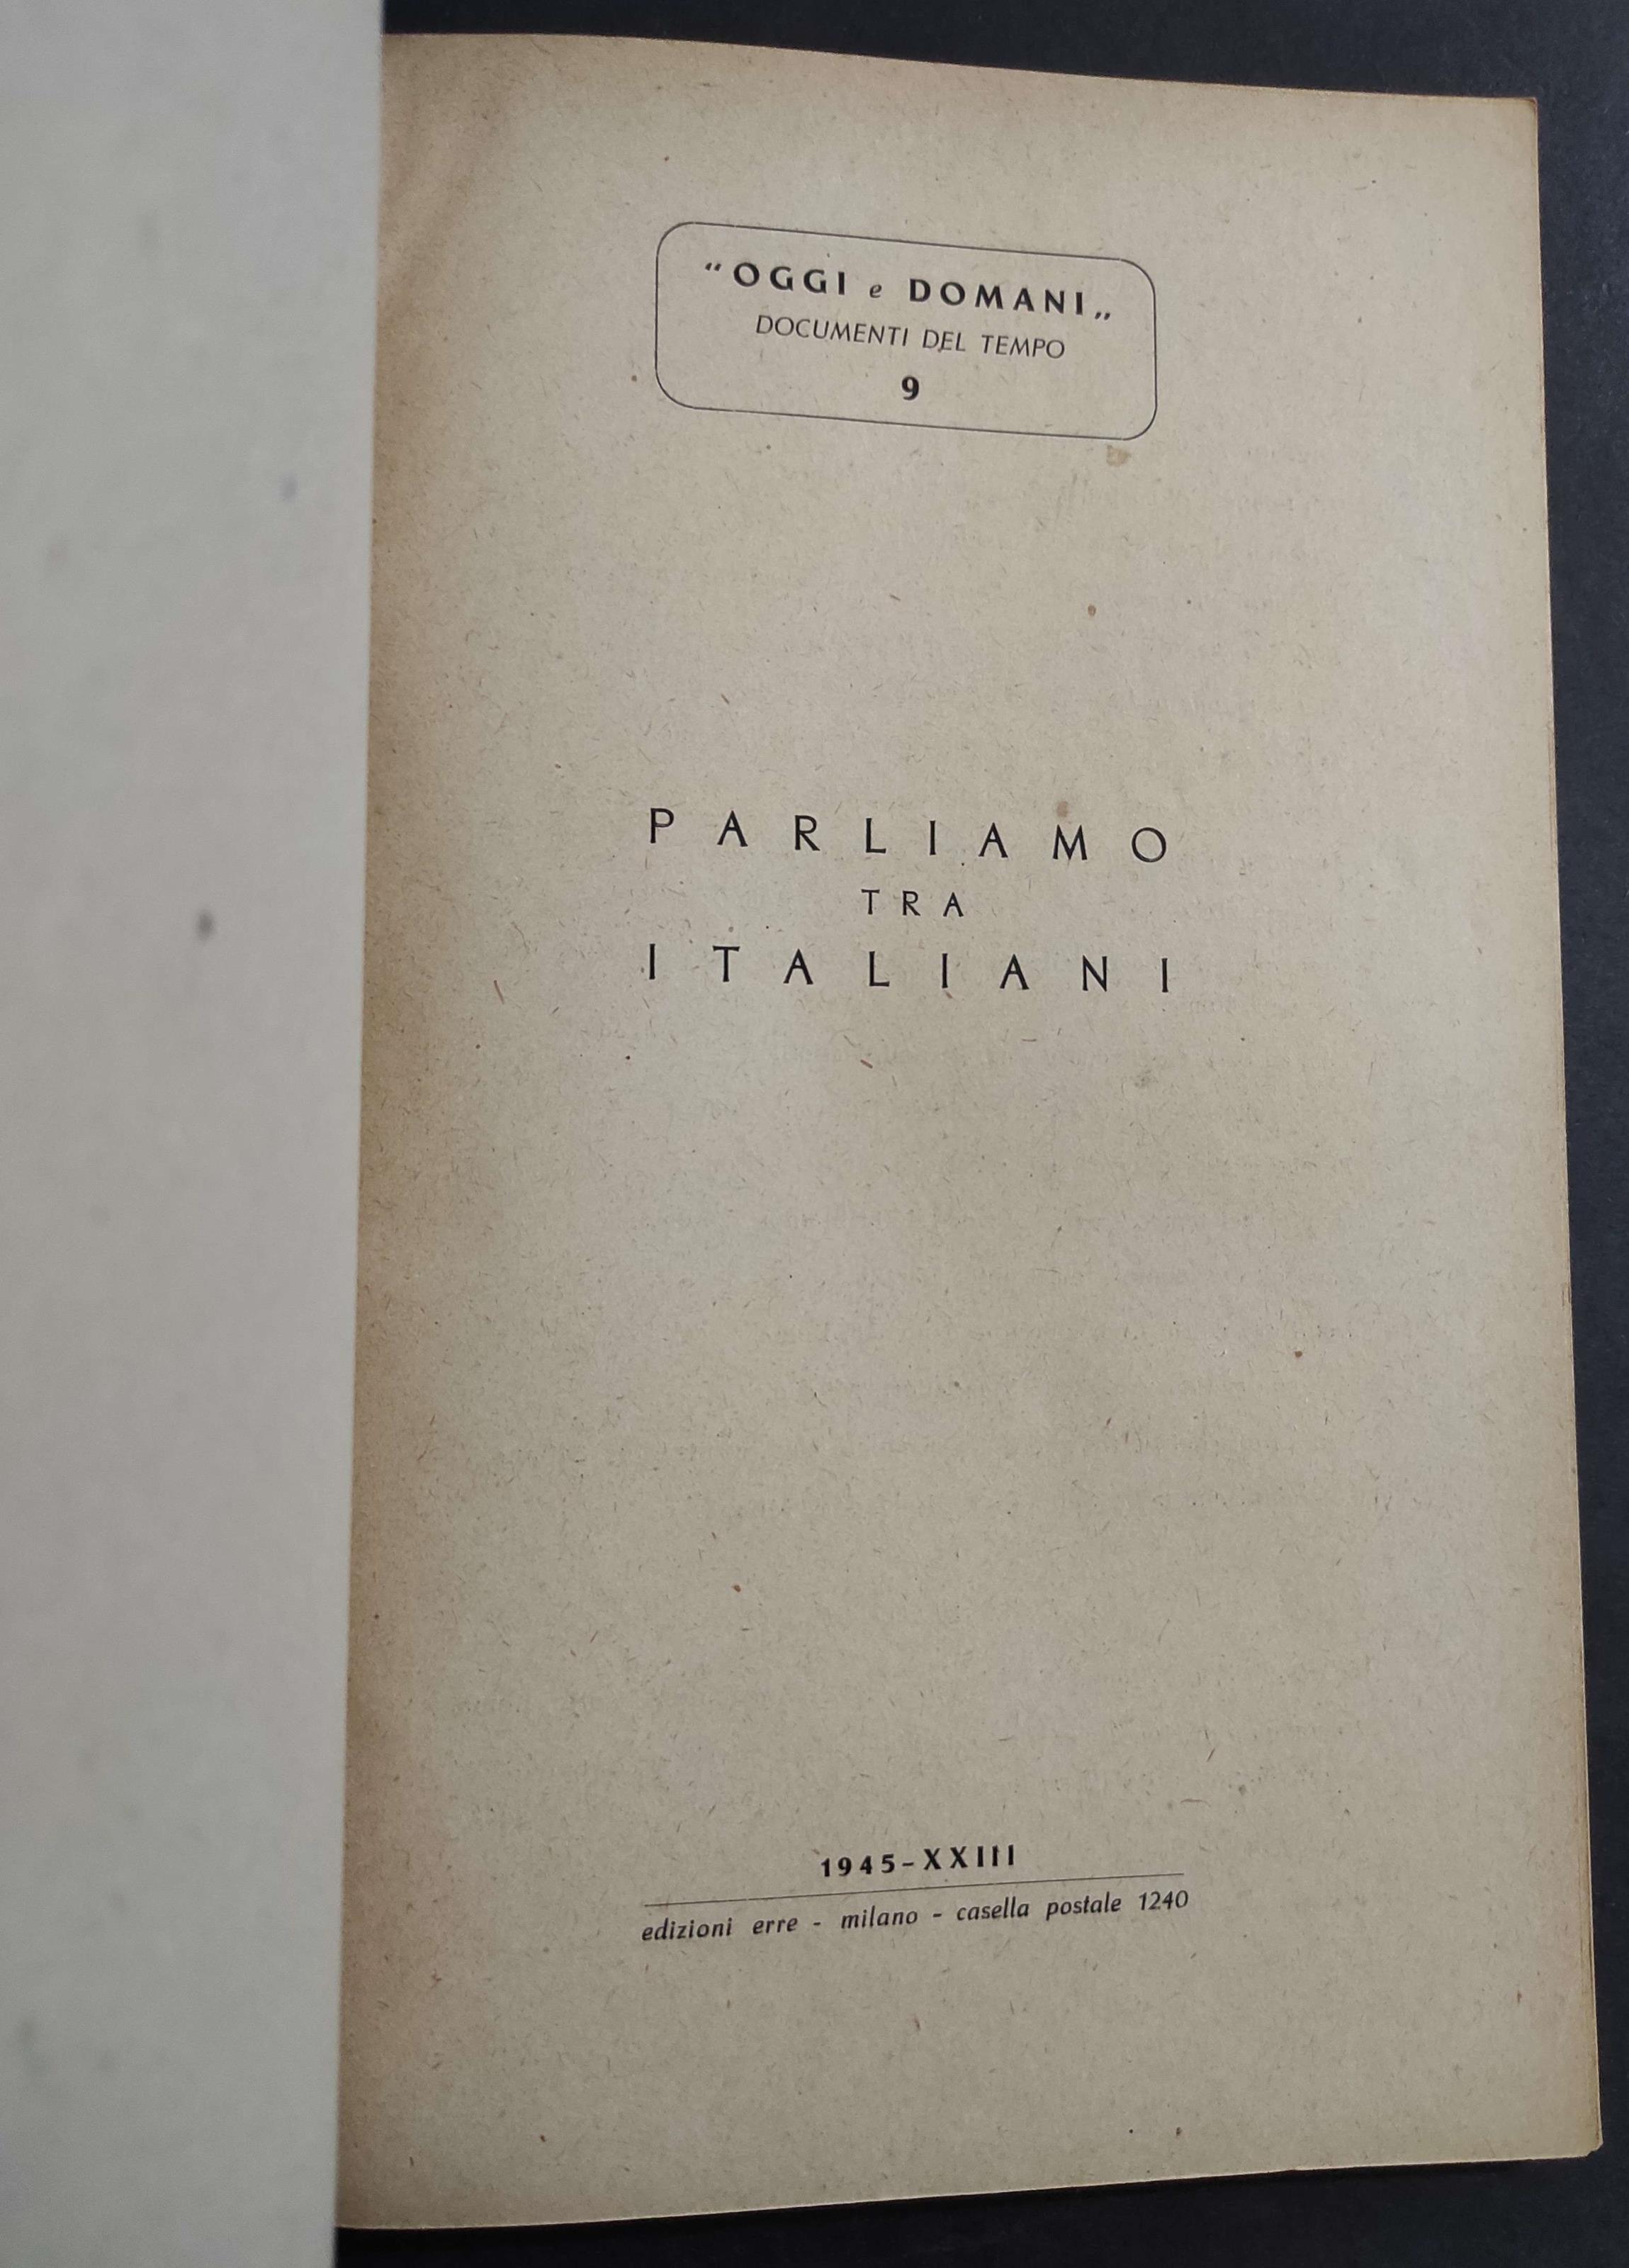 “OGGI e DOMANI„
DOCUMENTI DEL TEMPO
9
PARLIAMO
TRA
ITALIANI
1945-XXIII
edizioni erre - milano - casella postale 1240